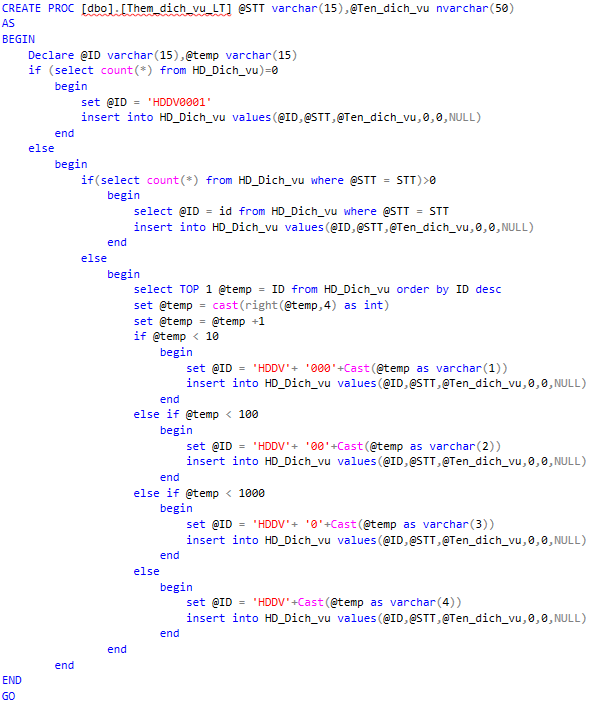 CREATE PROC [dbo].[Them_dich_vu_LT] @STT varchar(15),@Ten_dich_vu nvarchar(50)
AS
BEGIN
    Declare @ID varchar(15),@temp varchar(15)
    if (select count(*) from HD_Dich_vu)=0
        begin
            set @ID = 'HDDV0001'
            insert into HD_Dich_vu values(@ID,@STT,@Ten_dich_vu,0,0,NULL)
        end
    else
        begin
            if(select count(*) from HD_Dich_vu where @STT = STT)>0
                begin
                    select @ID = id from HD_Dich_vu where @STT = STT
                    insert into HD_Dich_vu values(@ID,@STT,@Ten_dich_vu,0,0,NULL)
                end
            else
                begin
                    select TOP 1 @temp = ID from HD_Dich_vu order by ID desc
                    set @temp = cast(right(@temp,4) as int)
                    set @temp = @temp +1
                    if @temp < 10
                        begin
                            set @ID = 'HDDV'+ '000'+Cast(@temp as varchar(1))
                            insert into HD_Dich_vu values(@ID,@STT,@Ten_dich_vu,0,0,NULL)
                        end
                    else if @temp < 100
                        begin
                            set @ID = 'HDDV'+ '00'+Cast(@temp as varchar(2))
                            insert into HD_Dich_vu values(@ID,@STT,@Ten_dich_vu,0,0,NULL)
                        end
                    else if @temp < 1000
                        begin
                            set @ID = 'HDDV'+ '0'+Cast(@temp as varchar(3))
                            insert into HD_Dich_vu values(@ID,@STT,@Ten_dich_vu,0,0,NULL)
                        end
                    else
                        begin
                            set @ID = 'HDDV'+Cast(@temp as varchar(4))
                            insert into HD_Dich_vu values(@ID,@STT,@Ten_dich_vu,0,0,NULL)
                        end
                end
        end
END
GO